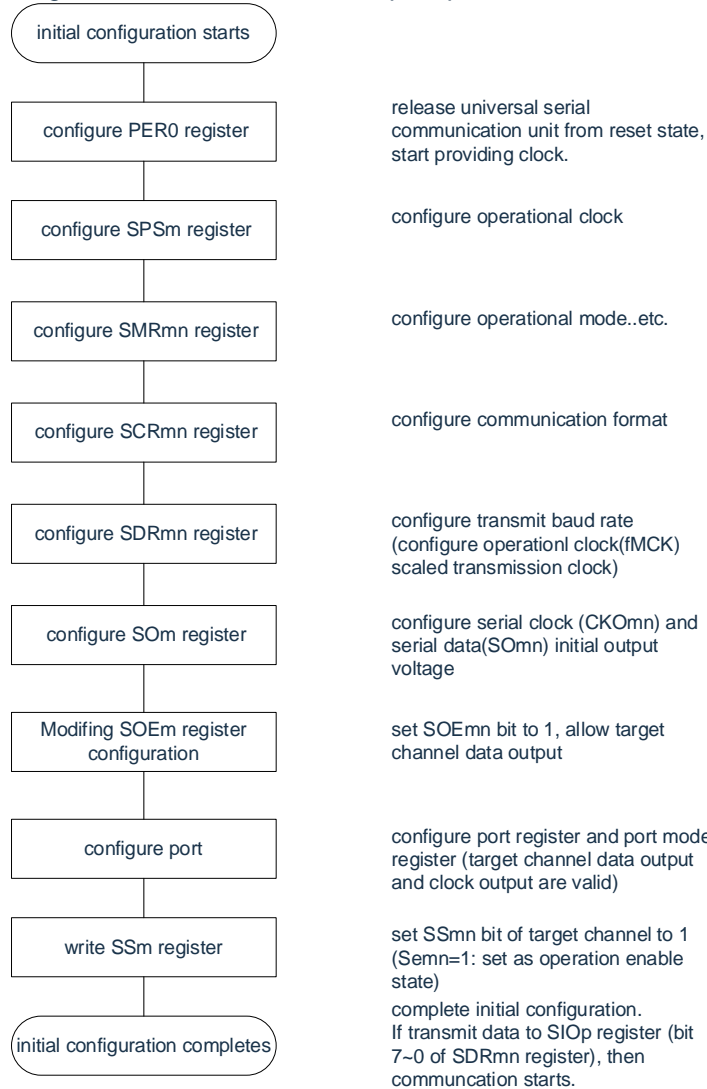 initial configuration starts
configure PER0 register
release universal serial
communication unit from reset state,
start providing clock.
configure SPSm register
configure operational clock
configure SMRmn register
configure operational mode..etc.
configure SCRmn register
configure communication format
configure SDRmn register
configure transmit baud rate
(configure operationl clock(fMCK)
scaled transmission clock)
configure SOm register
configure serial clock (CKOmn) and
serial data(SOmn) initial output
voltage
Modifing SOEm register
configuration
set SOEmn bit to 1, allow target
channel data output
configure port
configure port register and port mode
register (target channel data output
and clock output are valid)
write SSm register
set SSmn bit of target channel to 1
(Semn=1: set as operation enable
state)
initial configuration completes
complete initial configuration.
If transmit data to SIOp register (bit
7~0 of SDRmn register), then
communcation starts.